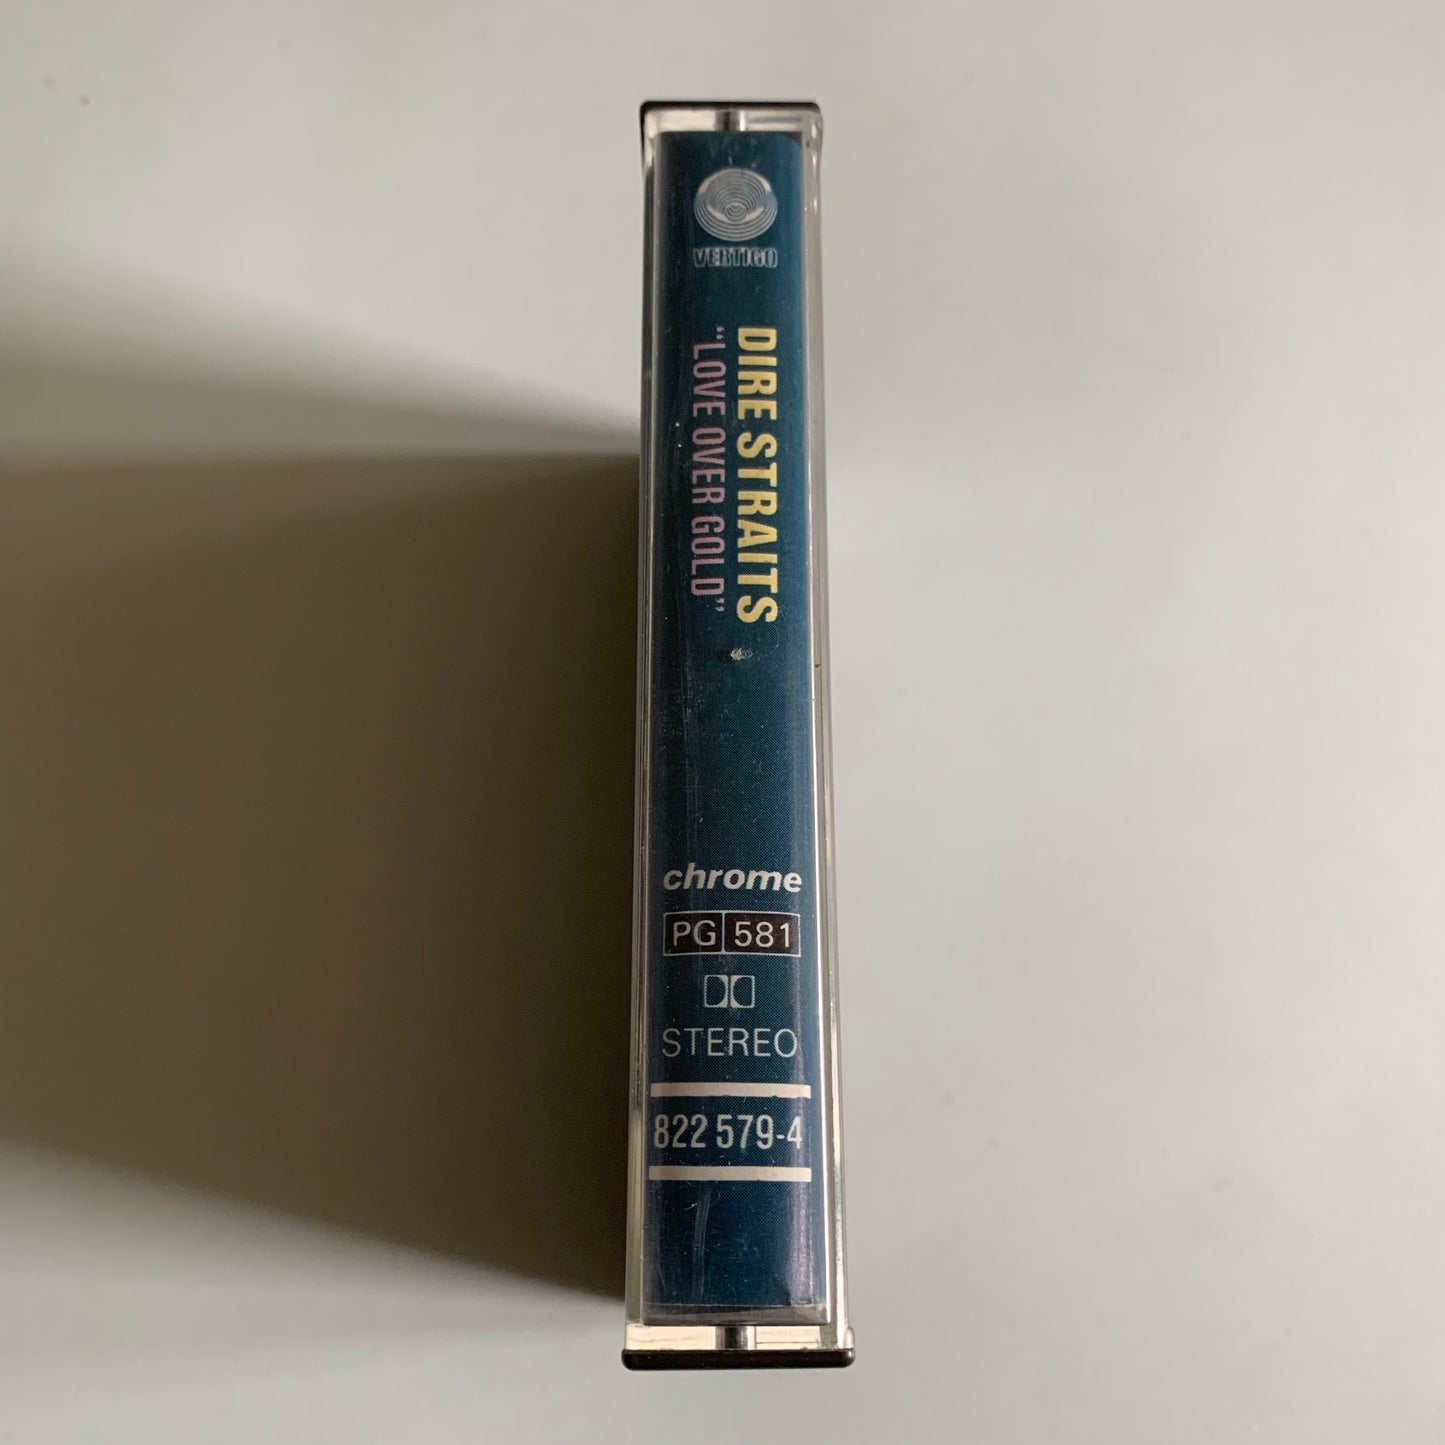 VERTIGO
DIRE STRAITS
“LOVE OVER GOLD”
chrome
PG 581
STEREO
822 579-4